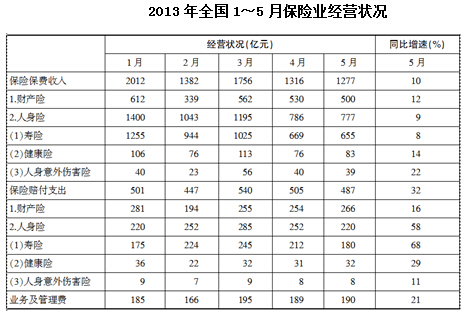 2013年全国1～5月保险业经营状况
经营状况(亿元) 同比增速(%)
1月 2月 3月 4月 5月 5月
保险保费收入 2012 1382 1756 1316 1277 10
1.财产险 612 339 562 530 500 12
2.人身险 1400 1043 1195 786 777 9
(1)寿险 1255 944 1025 669 655 8
(2)健康险 106 76 113 76 83 14
(3)人身意外伤害险 40 23 56 40 39 22
保险赔付支出 501 447 540 505 487 32
1.财产险 281 194 255 254 266 16
2.人身险 220 252 285 252 220 58
(1)寿险 175 224 245 212 180 68
(2)健康险 36 22 32 31 32 29
(3)人身意外伤害险 9 7 9 8 8 11
业务及管理费 185 166 195 189 190 21